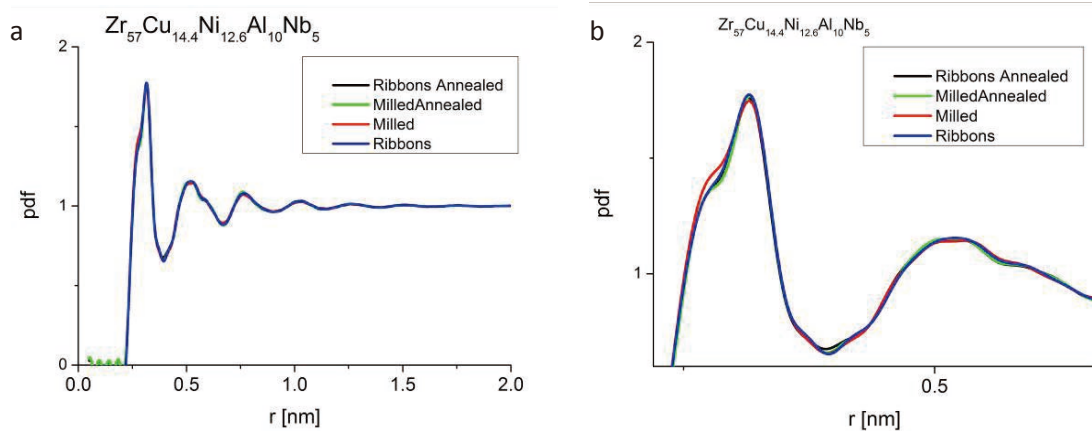 a
Zr₅₇Cu₁₄.₄Ni₁₂.₆Al₁₀Nb₅
2
1
0
pdf
Ribbons Annealed
MilledAnnealed
Milled
Ribbons
0.0 0.5 1.0 1.5 2.0
r [nm]
b
Zr₅₇Cu₁₄.₄Ni₁₂.₆Al₁₀Nb₅
2
1
pdf
Ribbons Annealed
MilledAnnealed
Milled
Ribbons
0.5
r [nm]